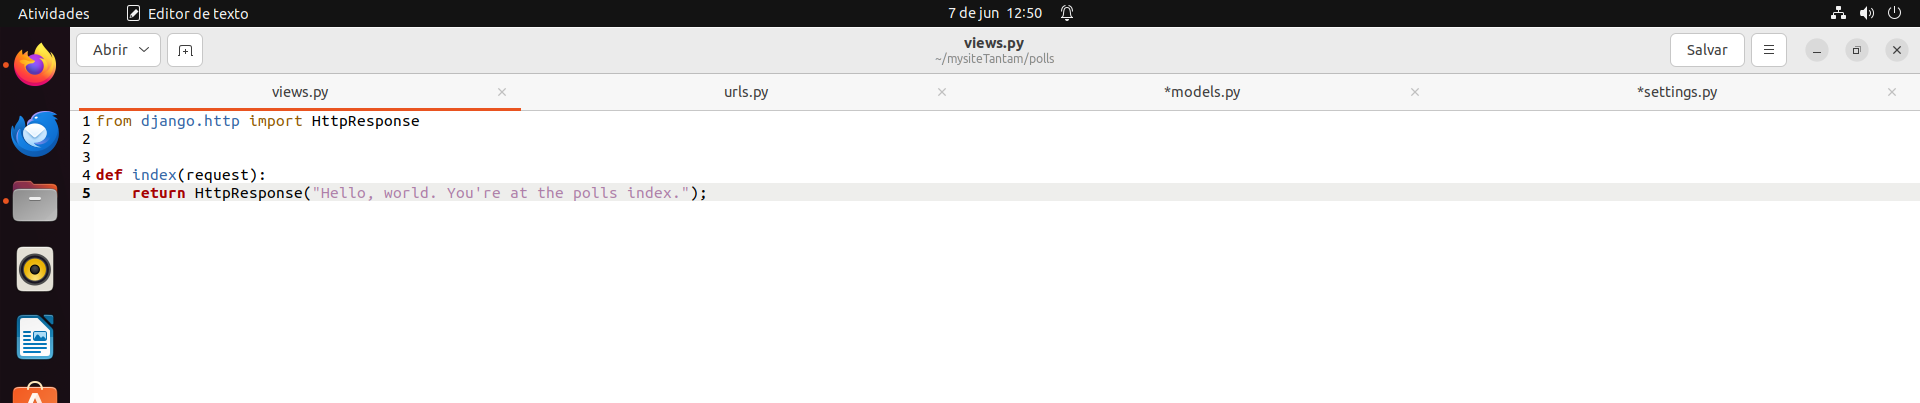 Atividades Editor de texto 7 de jun 12:50
Abrir views.py Salvar
~/mysiteTantam/polls
views.py urls.py *models.py *settings.py
1 from django.http import HttpResponse
2
3
4 def index(request):
5     return HttpResponse("Hello, world. You're at the polls index.");